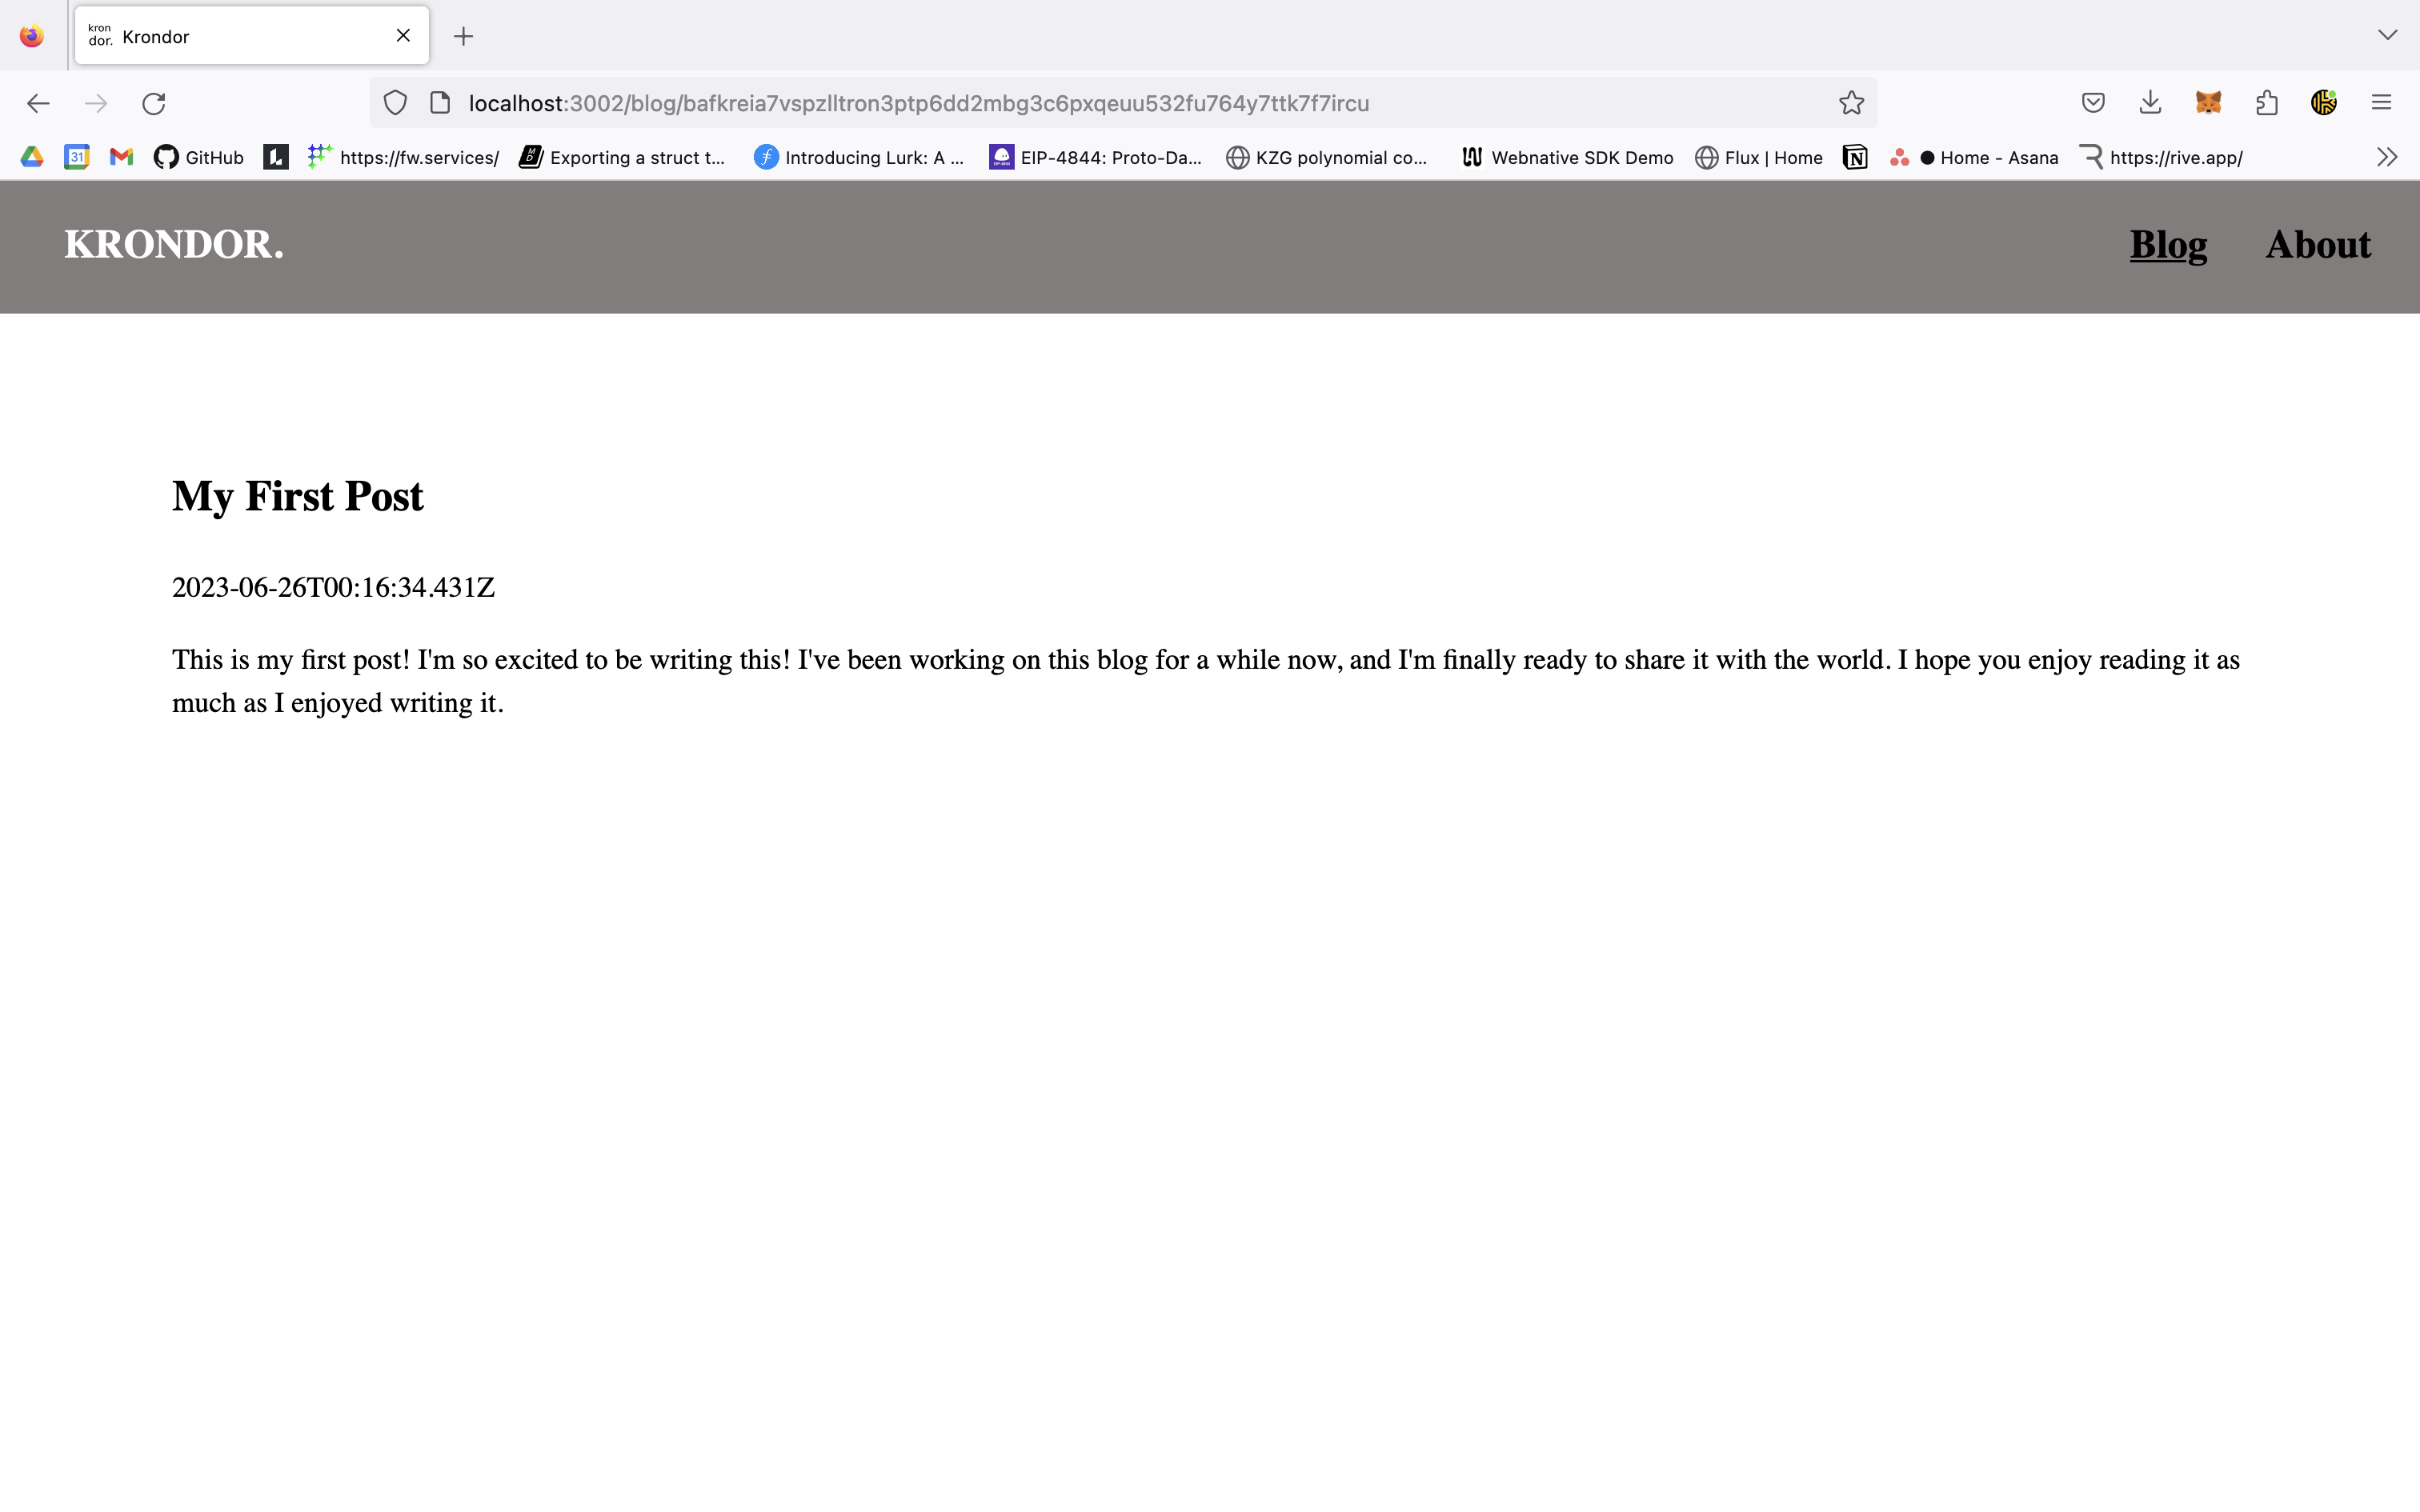 kron
dor.
Krondor
localhost:3002/blog/bafkreia7vspzlltron3ptp6dd2mbg3c6pxqeuu532fu764y7ttk7f7ircu
31 GitHub L https://fw.services/ MD Exporting a struct t... Introducing Lurk: A ... EIP-4844: Proto-Da... KZG polynomial co... Webnative SDK Demo Flux | Home N ● Home - Asana https://rive.app/
KRONDOR. Blog About
My First Post
2023-06-26T00:16:34.431Z
This is my first post! I'm so excited to be writing this! I've been working on this blog for a while now, and I'm finally ready to share it with the world. I hope you enjoy reading it as
much as I enjoyed writing it.